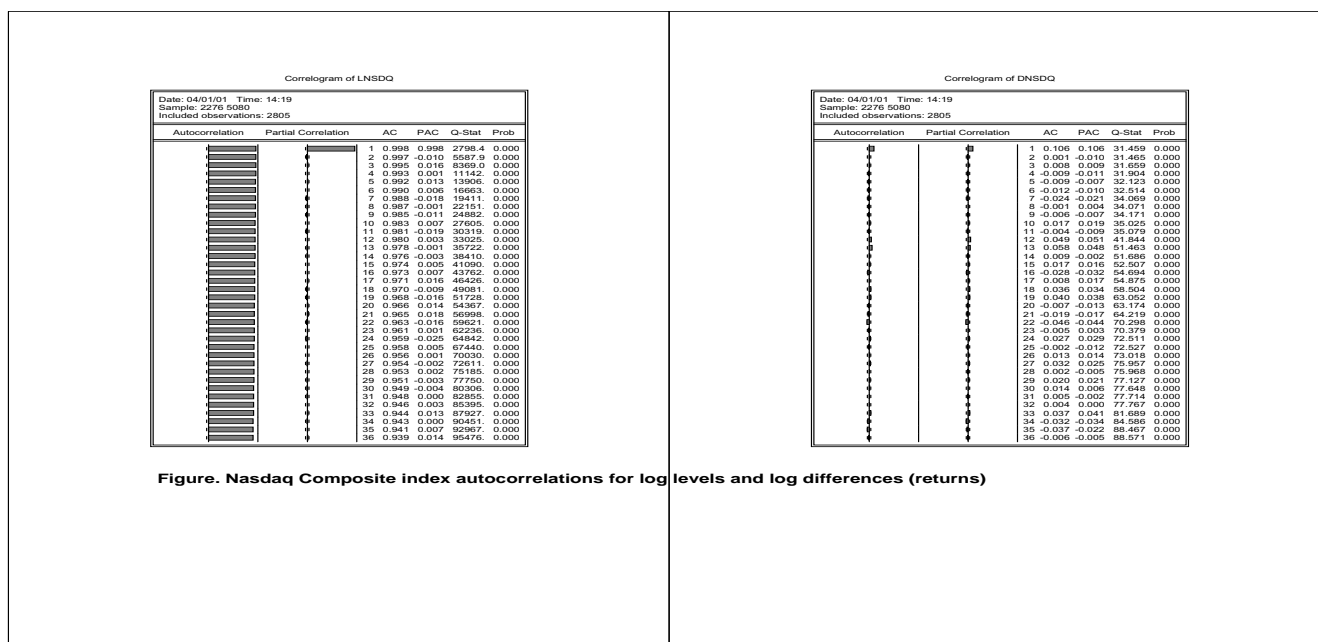 Correlogram of LNSDQ
Date: 04/01/01 Time: 14:19
Sample: 2276 5080
Included observations: 2805
Autocorrelation Partial Correlation AC PAC Q-Stat Prob
1 0.998 0.998 2798.4 0.000
2 0.997 -0.010 5587.9 0.000
3 0.995 0.016 8369.0 0.000
4 0.993 0.001 11142. 0.000
5 0.992 0.013 13906. 0.000
6 0.990 0.006 16663. 0.000
7 0.988 -0.018 19411. 0.000
8 0.987 -0.001 22151. 0.000
9 0.985 -0.011 24882. 0.000
10 0.983 0.007 27605. 0.000
11 0.981 -0.019 30319. 0.000
12 0.980 0.003 33025. 0.000
13 0.978 -0.001 35722. 0.000
14 0.976 -0.003 38410. 0.000
15 0.974 0.005 41090. 0.000
16 0.973 0.007 43762. 0.000
17 0.971 0.016 46426. 0.000
18 0.970 -0.009 49081. 0.000
19 0.968 -0.016 51728. 0.000
20 0.966 0.014 54367. 0.000
21 0.965 0.018 56998. 0.000
22 0.963 -0.016 59621. 0.000
23 0.961 0.001 62236. 0.000
24 0.959 -0.025 64842. 0.000
25 0.958 0.005 67440. 0.000
26 0.956 0.001 70030. 0.000
27 0.954 -0.002 72611. 0.000
28 0.953 0.002 75185. 0.000
29 0.951 -0.003 77750. 0.000
30 0.949 -0.004 80306. 0.000
31 0.948 0.000 82855. 0.000
32 0.946 0.003 85395. 0.000
33 0.944 0.013 87927. 0.000
34 0.943 0.000 90451. 0.000
35 0.941 0.007 92967. 0.000
36 0.939 0.014 95476. 0.000
Correlogram of DNSDQ
Date: 04/01/01 Time: 14:19
Sample: 2276 5080
Included observations: 2805
Autocorrelation Partial Correlation AC PAC Q-Stat Prob
1 0.106 0.106 31.459 0.000
2 0.001 -0.010 31.465 0.000
3 0.008 0.009 31.659 0.000
4 -0.009 -0.011 31.904 0.000
5 -0.009 -0.007 32.123 0.000
6 -0.012 -0.010 32.514 0.000
7 -0.024 -0.021 34.069 0.000
8 -0.001 0.004 34.071 0.000
9 -0.006 -0.007 34.171 0.000
10 0.017 0.019 35.025 0.000
11 -0.004 -0.009 35.079 0.000
12 0.049 0.051 41.844 0.000
13 0.058 0.048 51.463 0.000
14 0.009 -0.002 51.686 0.000
15 0.017 0.016 52.507 0.000
16 -0.028 -0.032 54.694 0.000
17 0.008 0.017 54.875 0.000
18 0.036 0.034 58.504 0.000
19 0.040 0.038 63.052 0.000
20 -0.007 -0.013 63.174 0.000
21 -0.019 -0.017 64.219 0.000
22 -0.046 -0.044 70.298 0.000
23 -0.005 0.003 70.379 0.000
24 0.027 0.029 72.511 0.000
25 -0.002 -0.012 72.527 0.000
26 0.013 0.014 73.018 0.000
27 0.032 0.025 75.957 0.000
28 0.002 -0.005 75.968 0.000
29 0.020 0.021 77.127 0.000
30 0.014 0.006 77.648 0.000
31 0.005 -0.002 77.714 0.000
32 0.004 0.000 77.767 0.000
33 0.037 0.041 81.689 0.000
34 -0.032 -0.034 84.586 0.000
35 -0.037 -0.022 88.467 0.000
36 -0.006 -0.005 88.571 0.000
Figure. Nasdaq Composite index autocorrelations for log levels and log differences (returns)